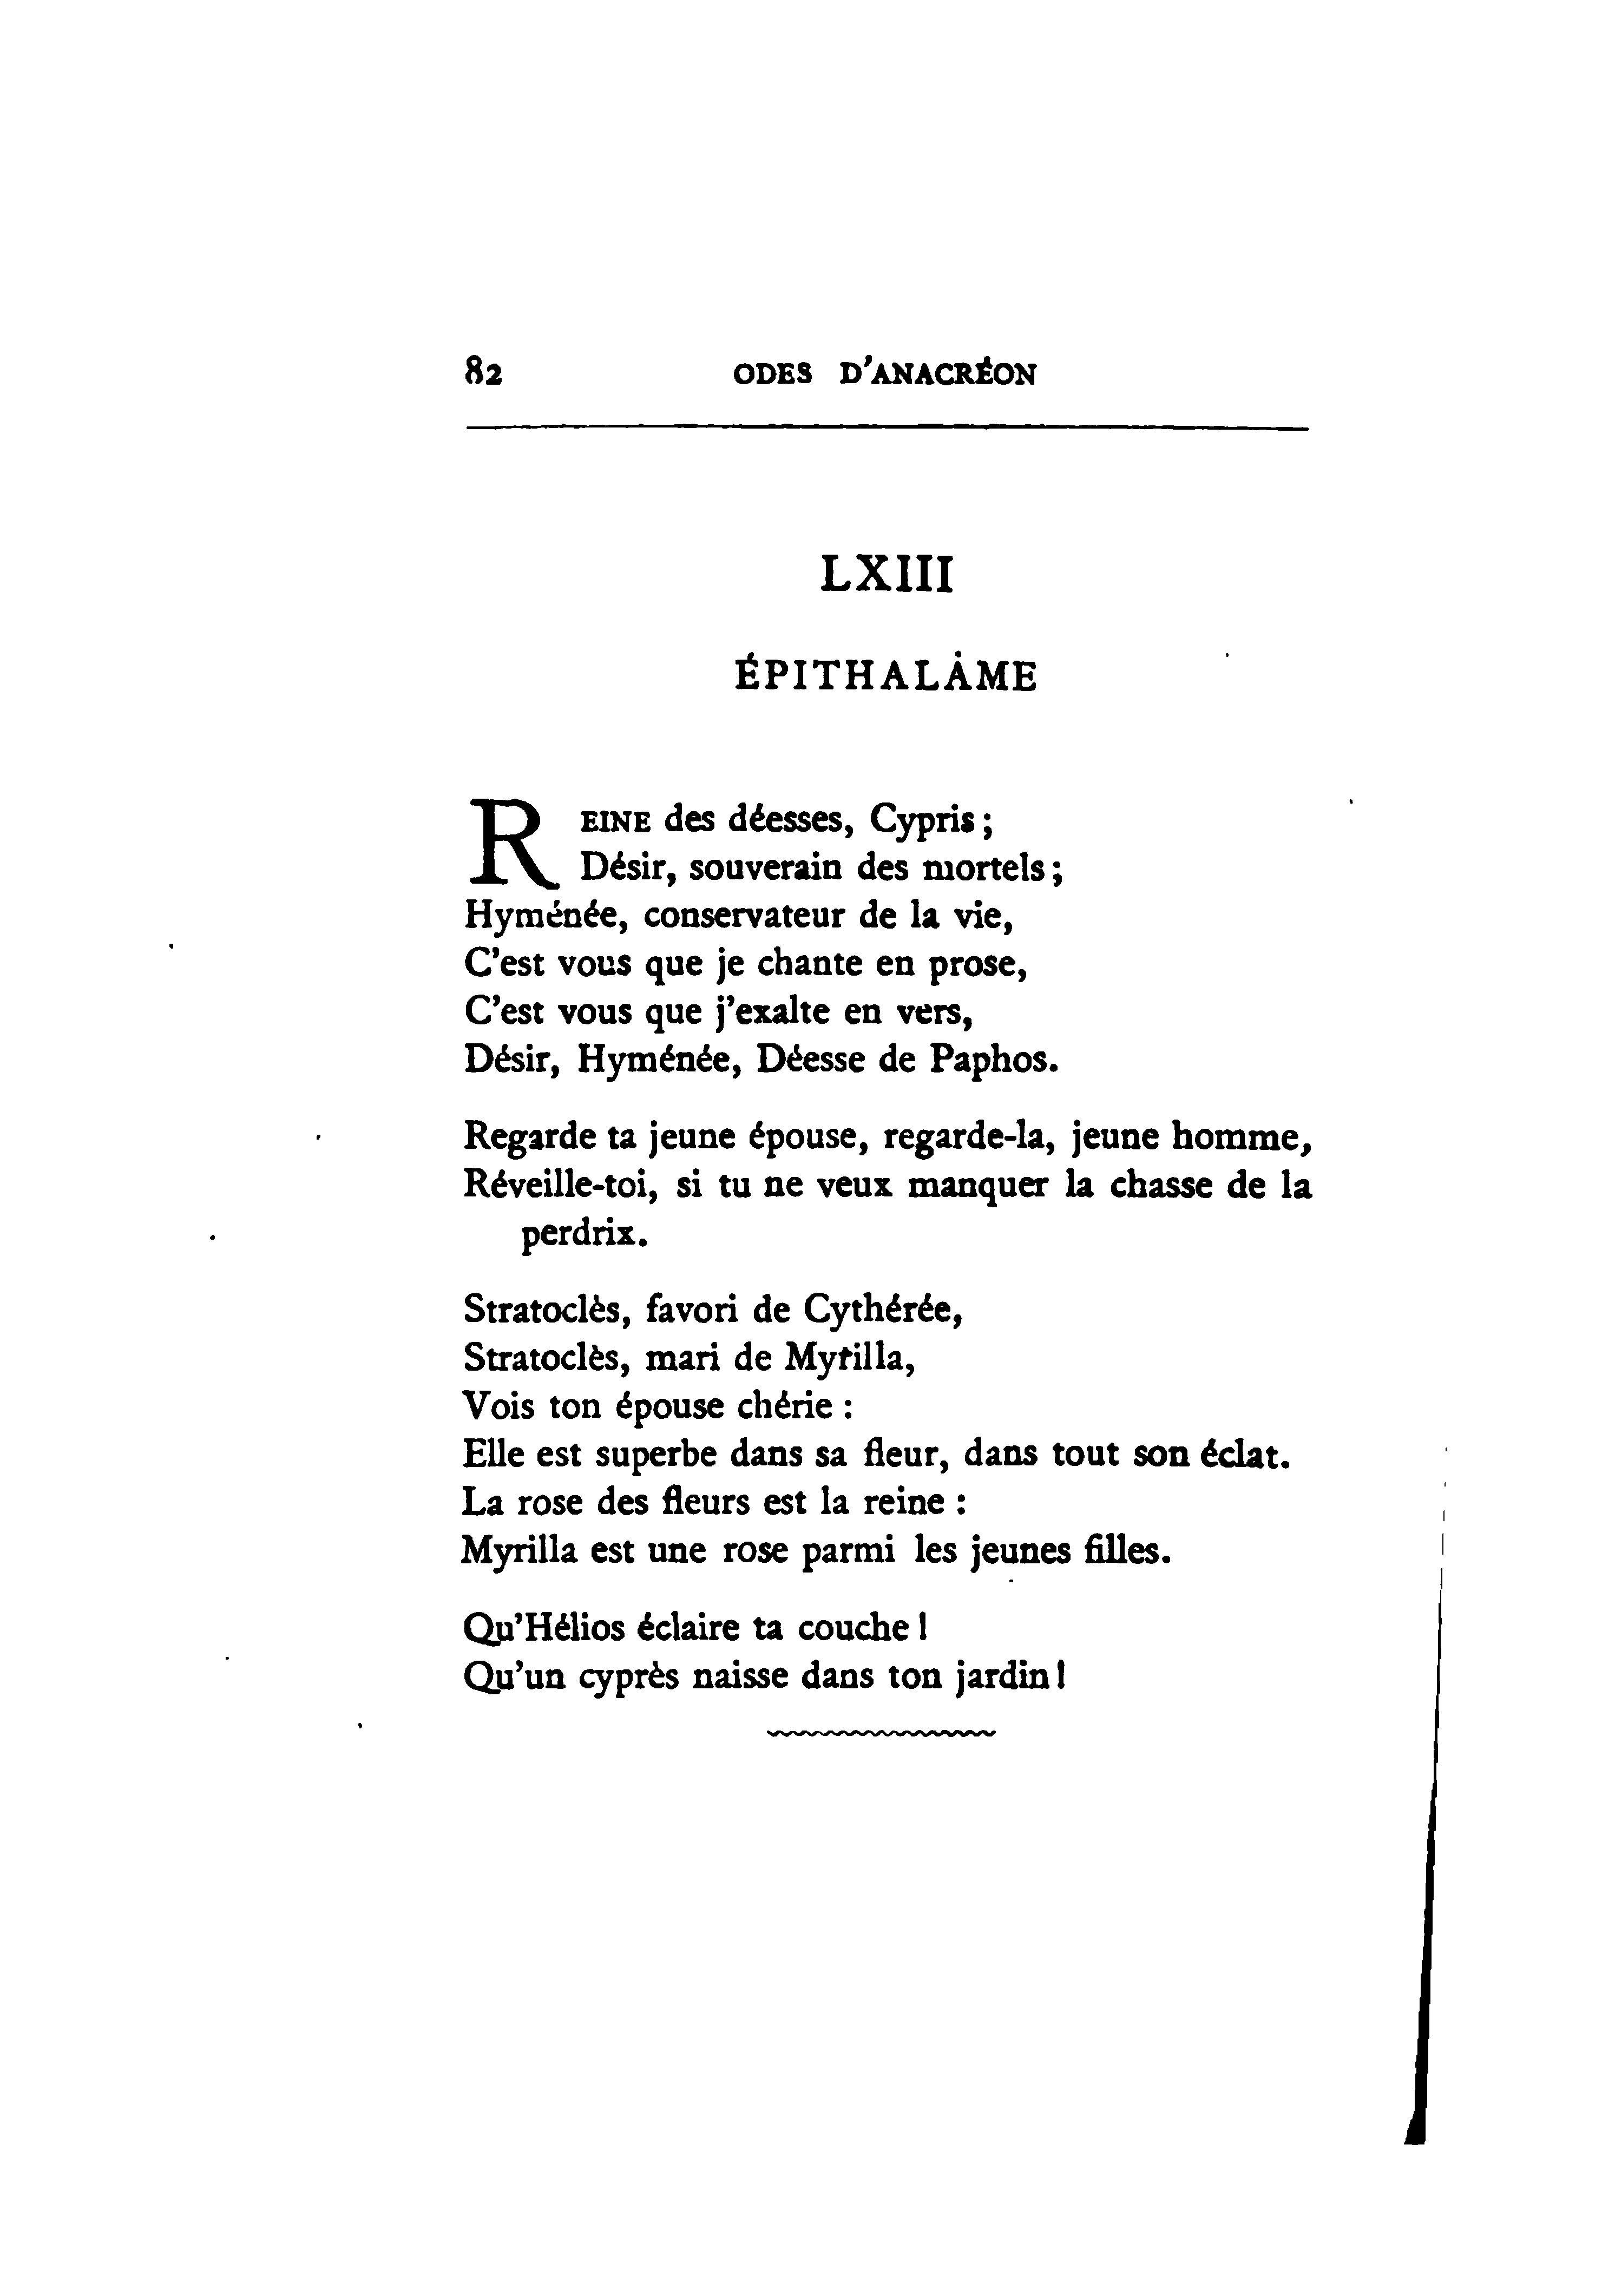 82 ODES D'ANACRÉON
LXIII
ÉPITHALAME
REINE des déesses, Cypris ;
Désir, souverain des mortels ;
Hyménée, conservateur de la vie,
C'est vous que je chante en prose,
C'est vous que j'exalte en vers,
Désir, Hyménée, Déesse de Paphos.
Regarde ta jeune épouse, regarde-la, jeune homme,
Réveille-toi, si tu ne veux manquer la chasse de la
perdrix.
Stratoclès, favori de Cythérée,
Stratoclès, mari de Myrilla,
Vois ton épouse chérie :
Elle est superbe dans sa fleur, dans tout son éclat.
La rose des fleurs est la reine :
Myrilla est une rose parmi les jeunes filles.
Qu'Hélios éclaire ta couche !
Qu'un cyprès naisse dans ton jardin !